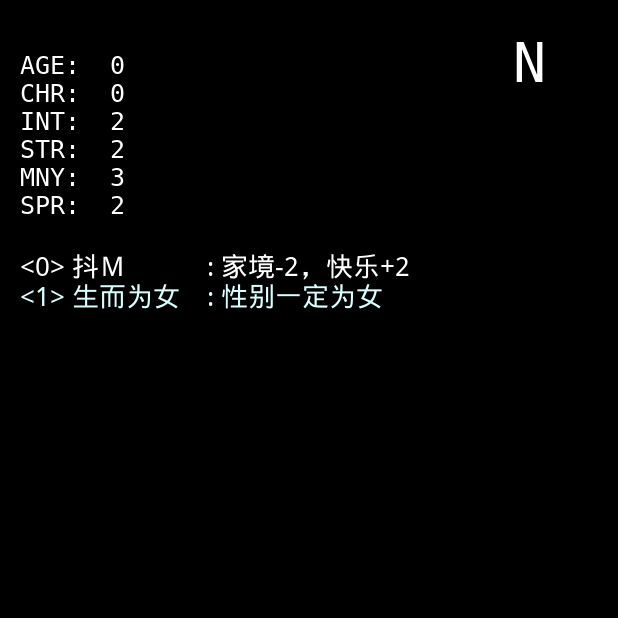 N
AGE: 0
CHR: 0
INT: 2
STR: 2
MNY: 3
SPR: 2
<0> 抖M : 家境-2，快乐+2
<1> 生而为女 : 性别一定为女